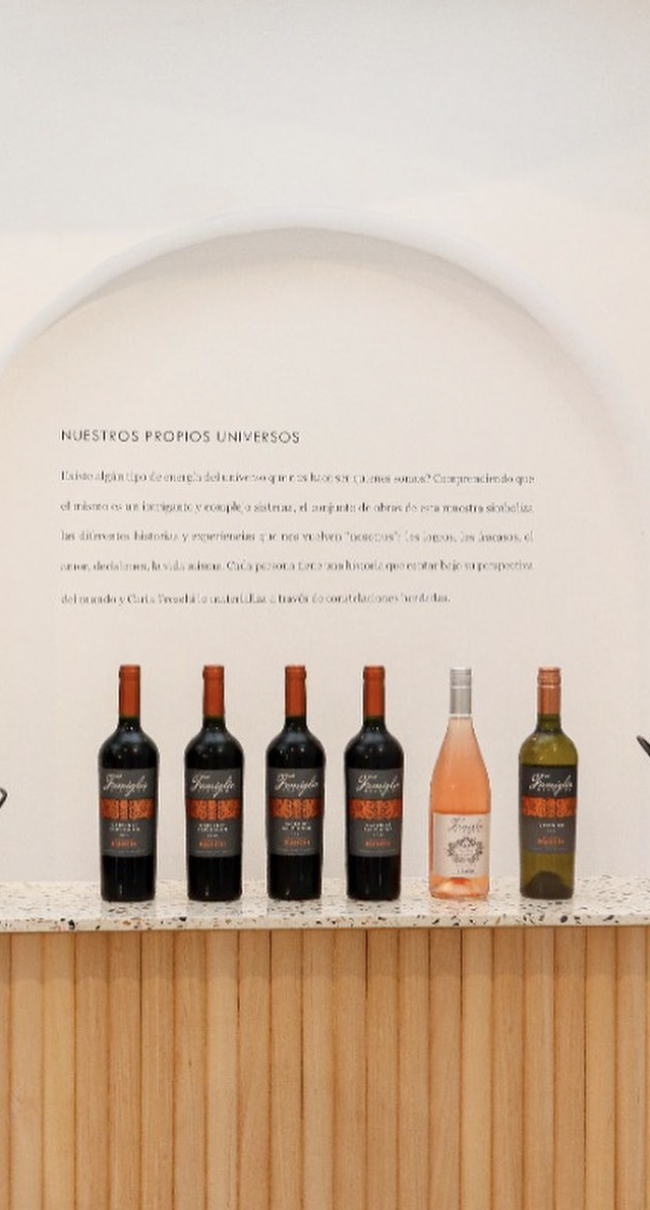 NUESTROS PROPIOS UNIVERSOS
Existe algún tipo de energía del universo que nos hace ser quienes somos? Comprendiendo que
el mismo es un intrigante y complejo sistema, el conjunto de obras de esta muestra simboliza
las diferentes historias y experiencias que nos vuelven "nosotros": los logros, los fracasos, el
amor, decisiones, la vida misma. Cada persona tiene una historia que contar bajo su perspectiva
del mundo y Carla lo materializa a través de constelaciones bordadas.
Famiglia
Famiglia
Famiglia
Famiglia
Famiglia